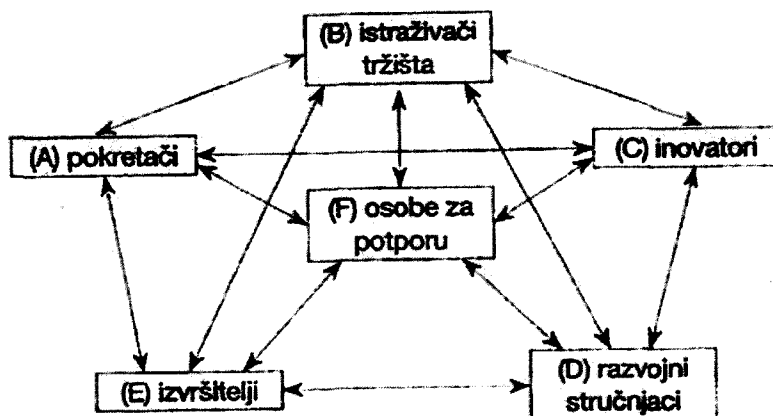 (B) istraživači
tržišta
(A) pokretači
(C) inovatori
(F) osobe za
potporu
(E) izvršitelji
(D) razvojni
stručnjaci